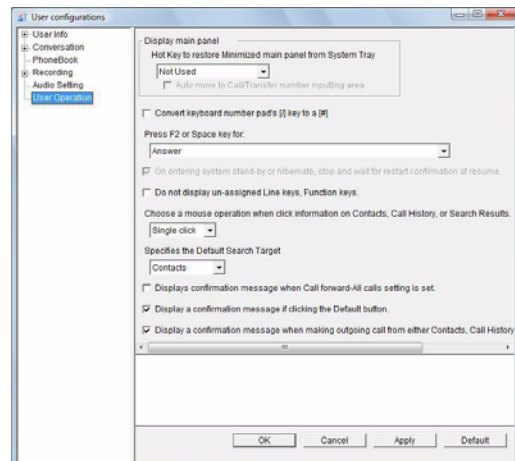 User configurations
User Info
Conversation
PhoneBook
Recording
Audio Setting
User Operation
Display main panel
Hot Key to restore Minimized main panel from System Tray
Not Used
Auto move to Call/Transfer number inputting area
Convert keyboard number pad's [/] key to a [#]
Press F2 or Space key for:
Answer
On entering system stand-by or hibernate, stop and wait for restart confirmation at resume.
Do not display un-assigned Line keys, Function keys.
Choose a mouse operation when click information on Contacts, Call History, or Search Results.
Single click
Specifies the Default Search Target
Contacts
Displays confirmation message when Call forward-All calls setting is set.
Display a confirmation message if clicking the Default button.
Display a confirmation message when making outgoing call from either Contacts, Call History
OK
Cancel
Apply
Default